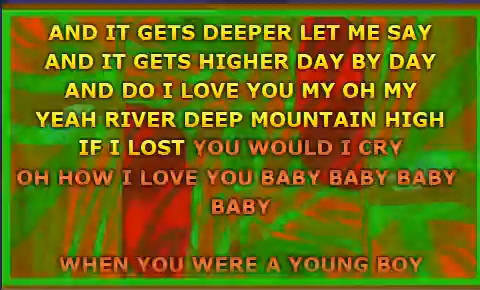 AND IT GETS DEEPER LET ME SAY
AND IT GETS HIGHER DAY BY DAY
AND DO I LOVE YOU MY OH MY
YEAH RIVER DEEP MOUNTAIN HIGH
IF I LOST YOU WOULD I CRY
OH HOW I LOVE YOU BABY BABY BABY
BABY
WHEN YOU WERE A YOUNG BOY